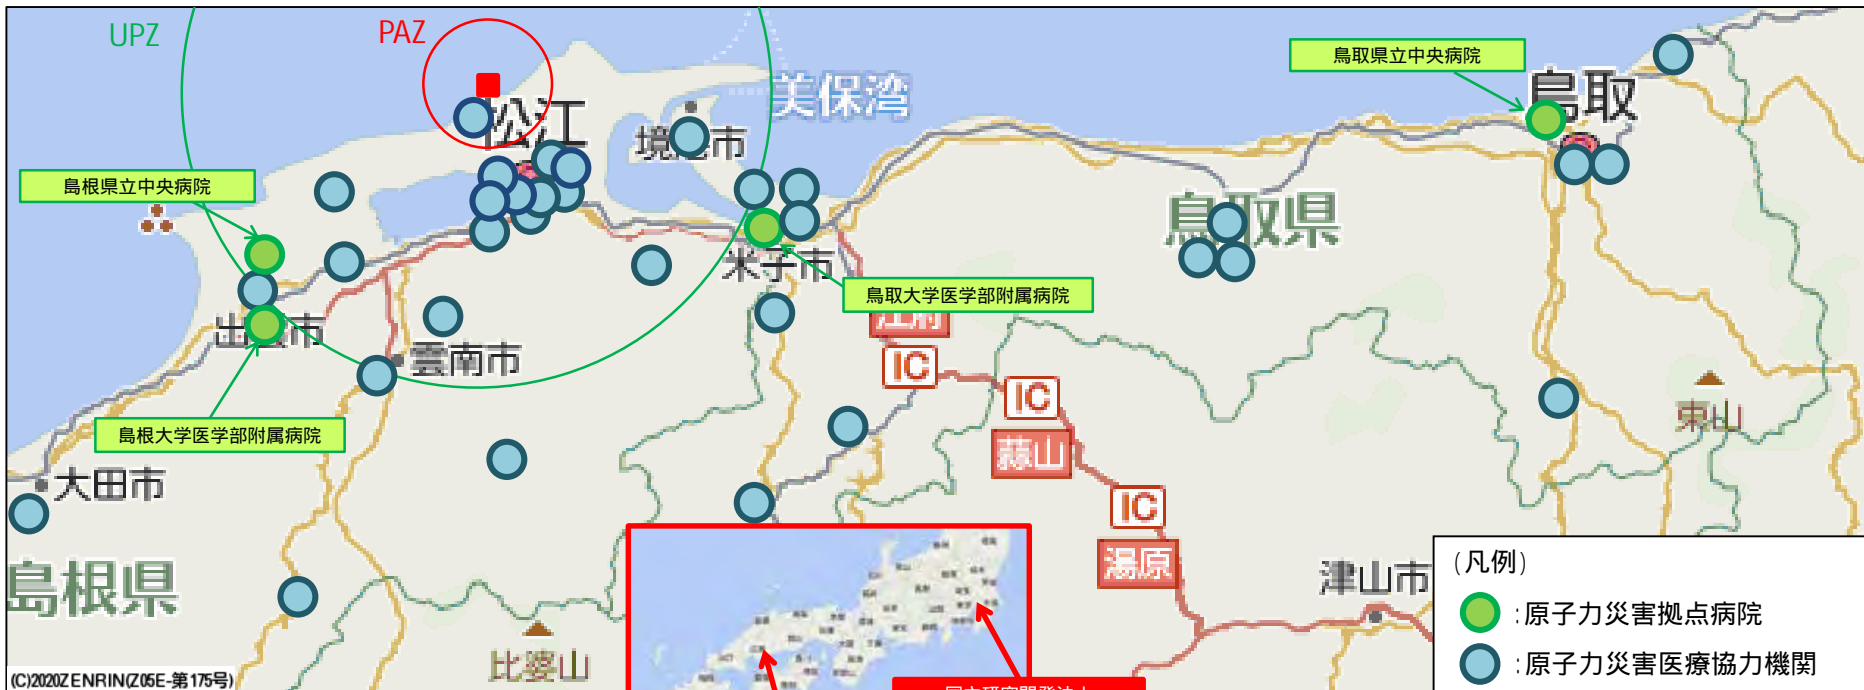 UPZ
PAZ
鳥取県立中央病院
美保湾
鳥取
松江
境港市
島根県立中央病院
鳥取県
米子市
鳥取大学医学部附属病院
江府
出雲市
雲南市
IC
IC
島根大学医学部附属病院
東山
蒜山
大田市
IC
湯原
津山市
島根県
比婆山
(凡例)
:原子力災害拠点病院
:原子力災害医療協力機関
(C)2020ZENRIN(Z05E-第175号)